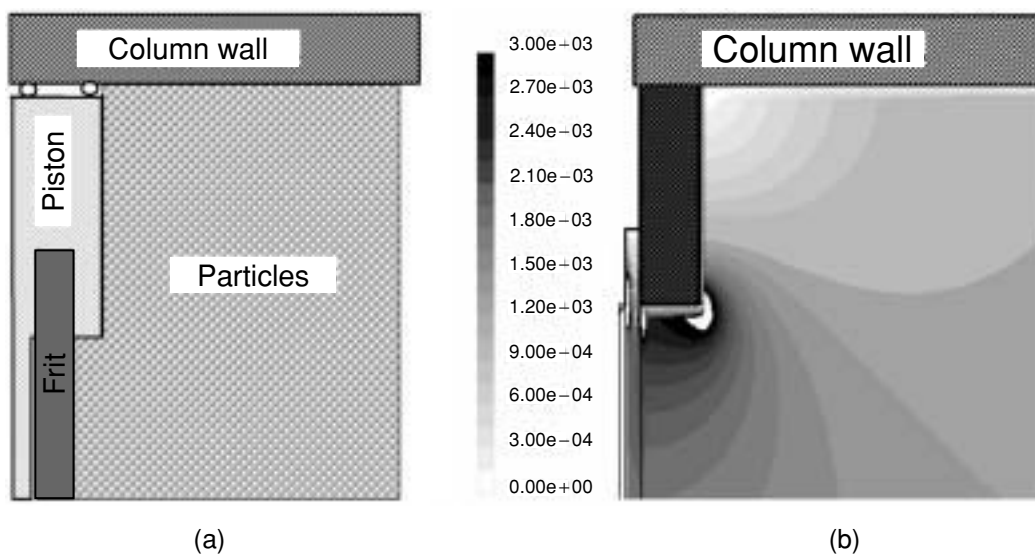 Column wall
Piston
Frit
Particles
(a)
3.00e+03
2.70e−03
2.40e−03
2.10e−03
1.80e−03
1.50e−03
1.20e−03
9.00e−04
6.00e−04
3.00e−04
0.00e+00
Column wall
(b)